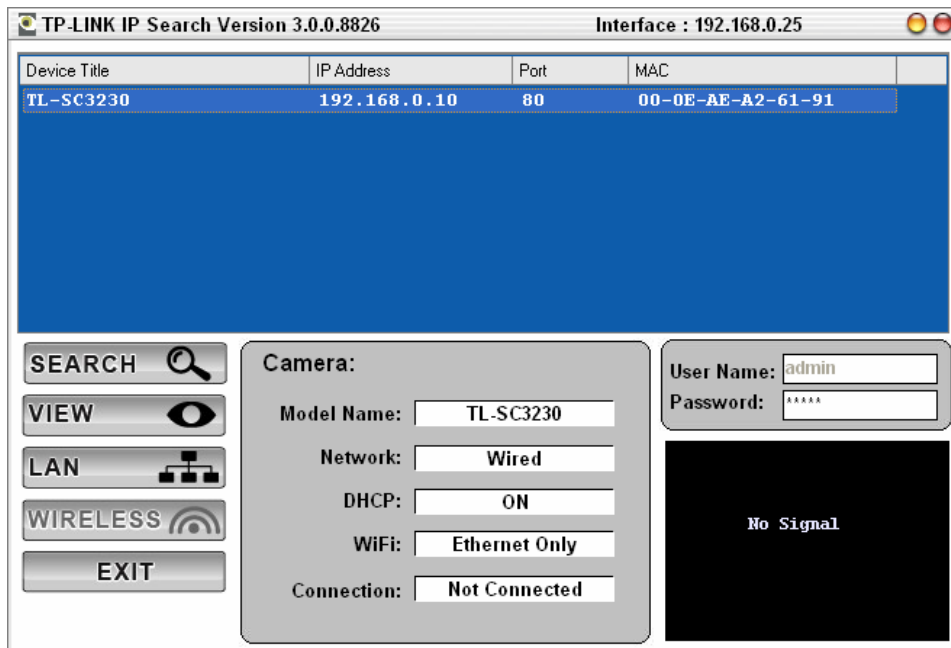 TP-LINK IP Search Version 3.0.0.8826 Interface : 192.168.0.25
Device Title IP Address Port MAC
TL-SC3230 192.168.0.10 80 00-0E-AE-A2-61-91
SEARCH
VIEW
LAN
WIRELESS
EXIT
Camera:
Model Name: TL-SC3230
Network: Wired
DHCP: ON
WiFi: Ethernet Only
Connection: Not Connected
User Name: admin
Password: *****
No Signal